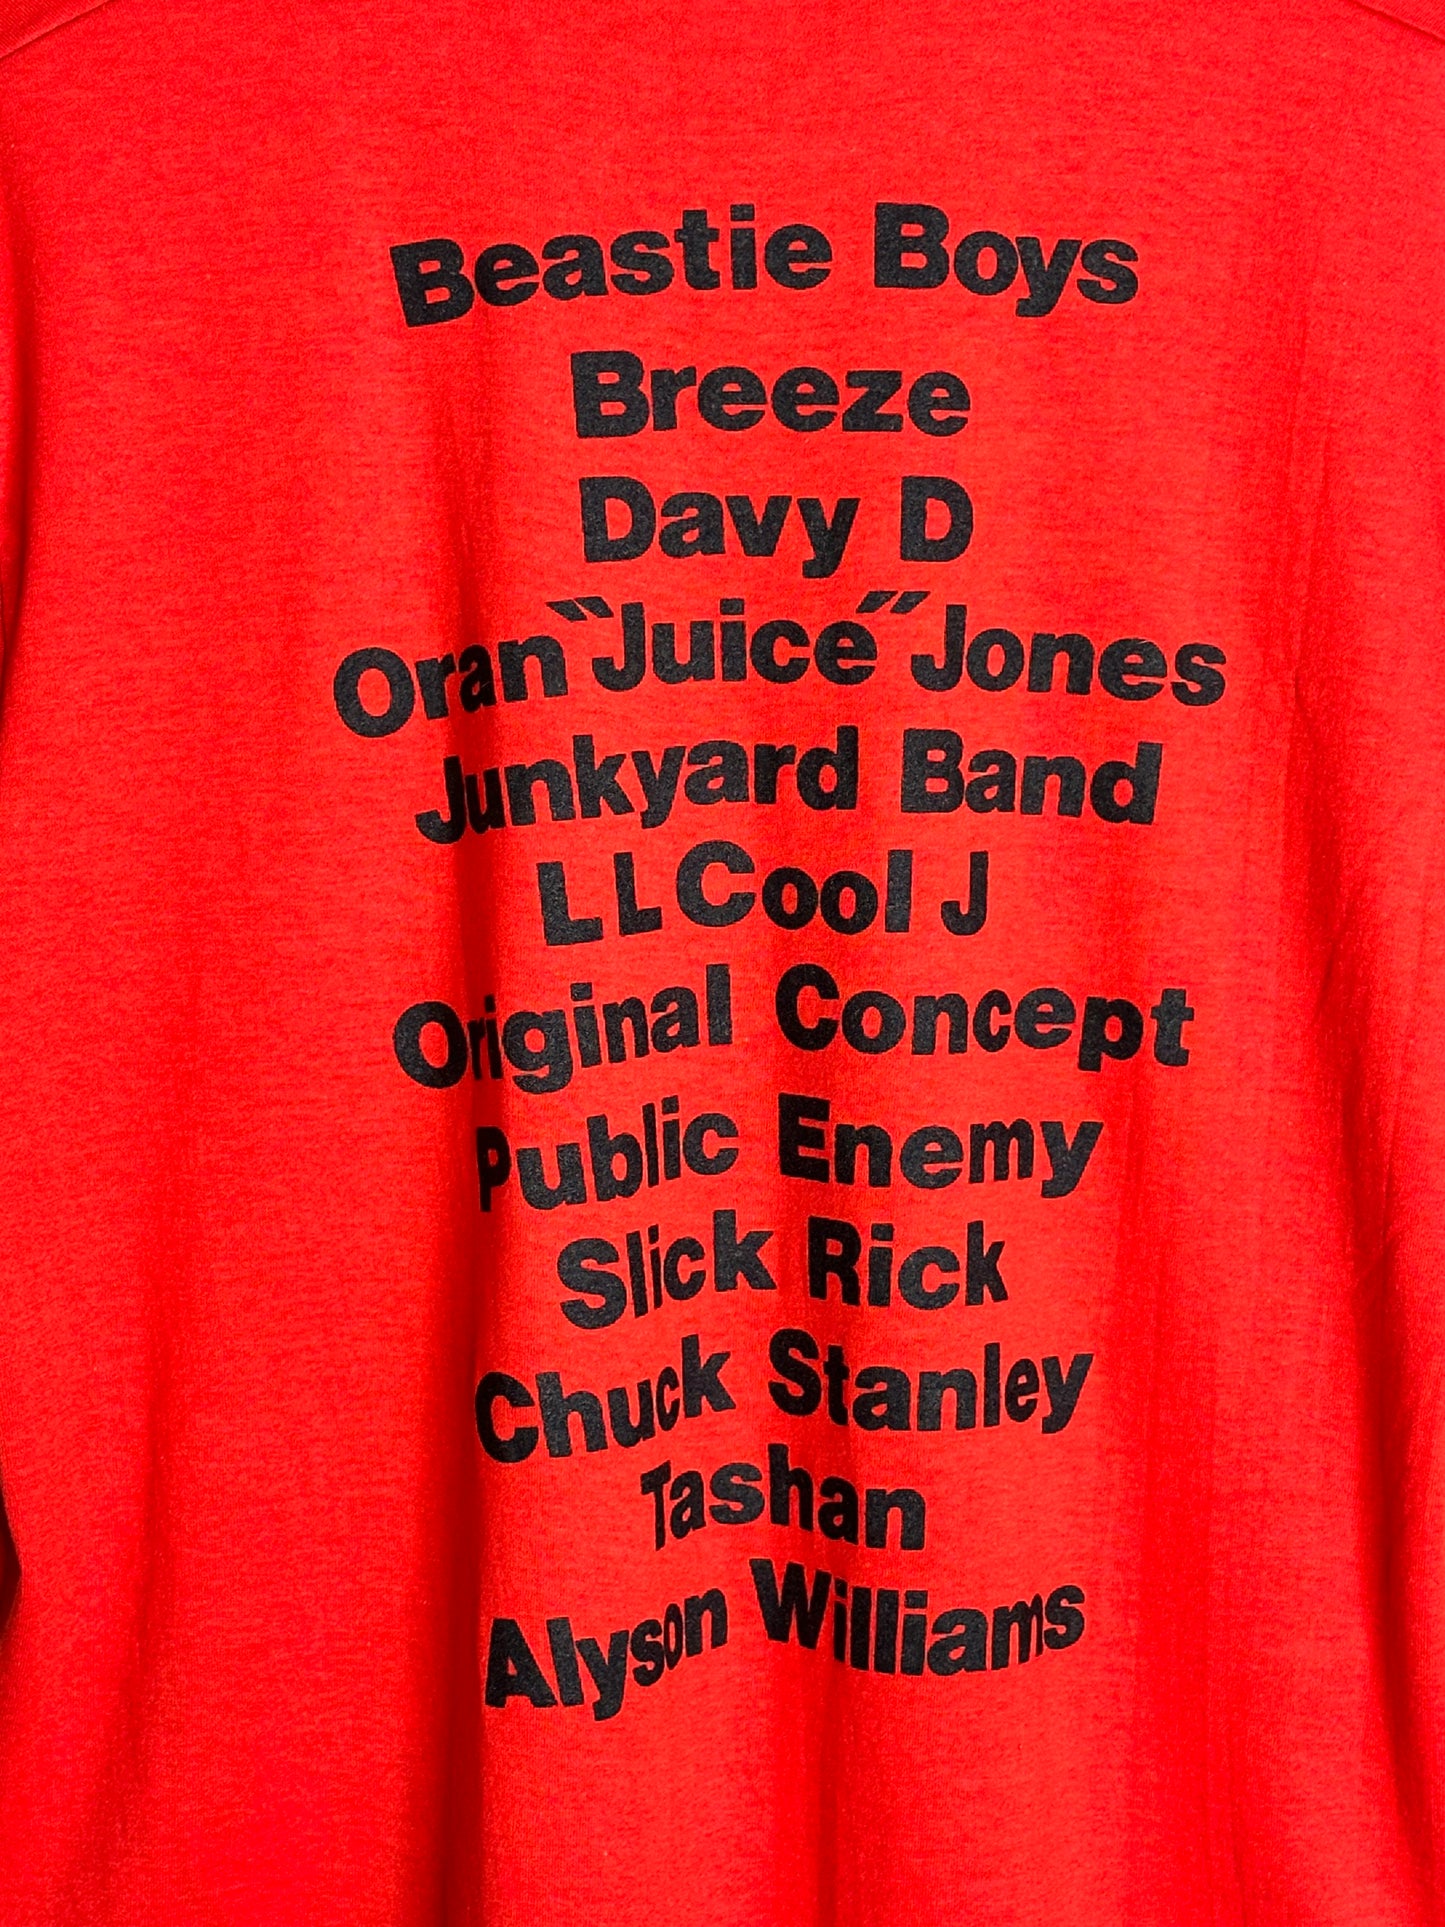 Beastie Boys
Breeze
Davy D
Oran "Juice" Jones
Junkyard Band
LL Cool J
Original Concept
Public Enemy
Slick Rick
Chuck Stanley
Tashan
Alyson Williams